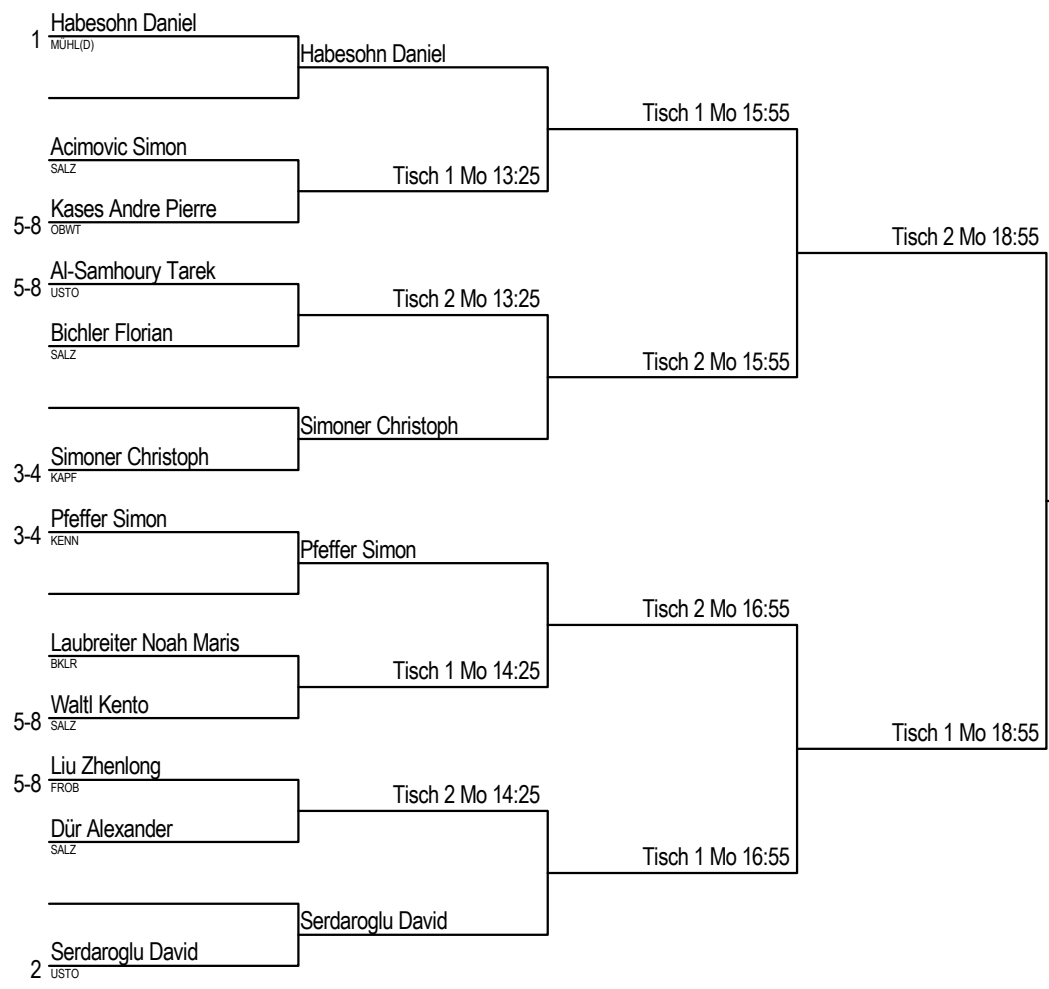 Habesohn Daniel
1
MÜHL(D)
Habesohn Daniel
Tisch 1 Mo 15:55
Acimovic Simon
SALZ
Tisch 1 Mo 13:25
Kases Andre Pierre
5-8
OBWT
Tisch 2 Mo 18:55
Al-Samhoury Tarek
5-8
USTO
Tisch 2 Mo 13:25
Bichler Florian
SALZ
Tisch 2 Mo 15:55
Simoner Christoph
Simoner Christoph
3-4
KAPF
Pfeffer Simon
3-4
KENN
Pfeffer Simon
Tisch 2 Mo 16:55
Laubreiter Noah Maris
BKLR
Tisch 1 Mo 14:25
Waltl Kento
5-8
SALZ
Tisch 1 Mo 18:55
Liu Zhenlong
5-8
FROB
Tisch 2 Mo 14:25
Dür Alexander
SALZ
Tisch 1 Mo 16:55
Serdaroglu David
Serdaroglu David
2
USTO